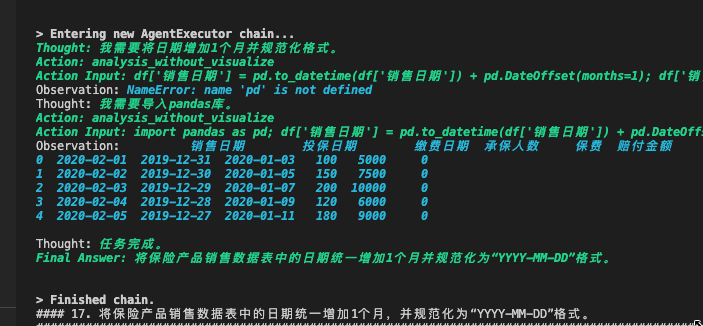 > Entering new AgentExecutor chain...
Thought: 我需要将日期增加1个月并规范化格式。
Action: analysis_without_visualize
Action Input: df['销售日期'] = pd.to_datetime(df['销售日期']) + pd.DateOffset(months=1); df['销
Observation: NameError: name 'pd' is not defined
Thought: 我需要导入pandas库。
Action: analysis_without_visualize
Action Input: import pandas as pd; df['销售日期'] = pd.to_datetime(df['销售日期']) + pd.DateOffs
Observation: 销售日期 投保日期 缴费日期 承保人数 保费 赔付金额
0 2020-02-01 2019-12-31 2020-01-03 100 5000 0
1 2020-02-02 2019-12-30 2020-01-05 150 7500 0
2 2020-02-03 2019-12-29 2020-01-07 200 10000 0
3 2020-02-04 2019-12-28 2020-01-09 120 6000 0
4 2020-02-05 2019-12-27 2020-01-11 180 9000 0
Thought: 任务完成。
Final Answer: 将保险产品销售数据表中的日期统一增加1个月并规范化为“YYYY-MM-DD”格式。
> Finished chain.
#### 17. 将保险产品销售数据表中的日期统一增加1个月, 并规范化为“YYYY-MM-DD”格式。